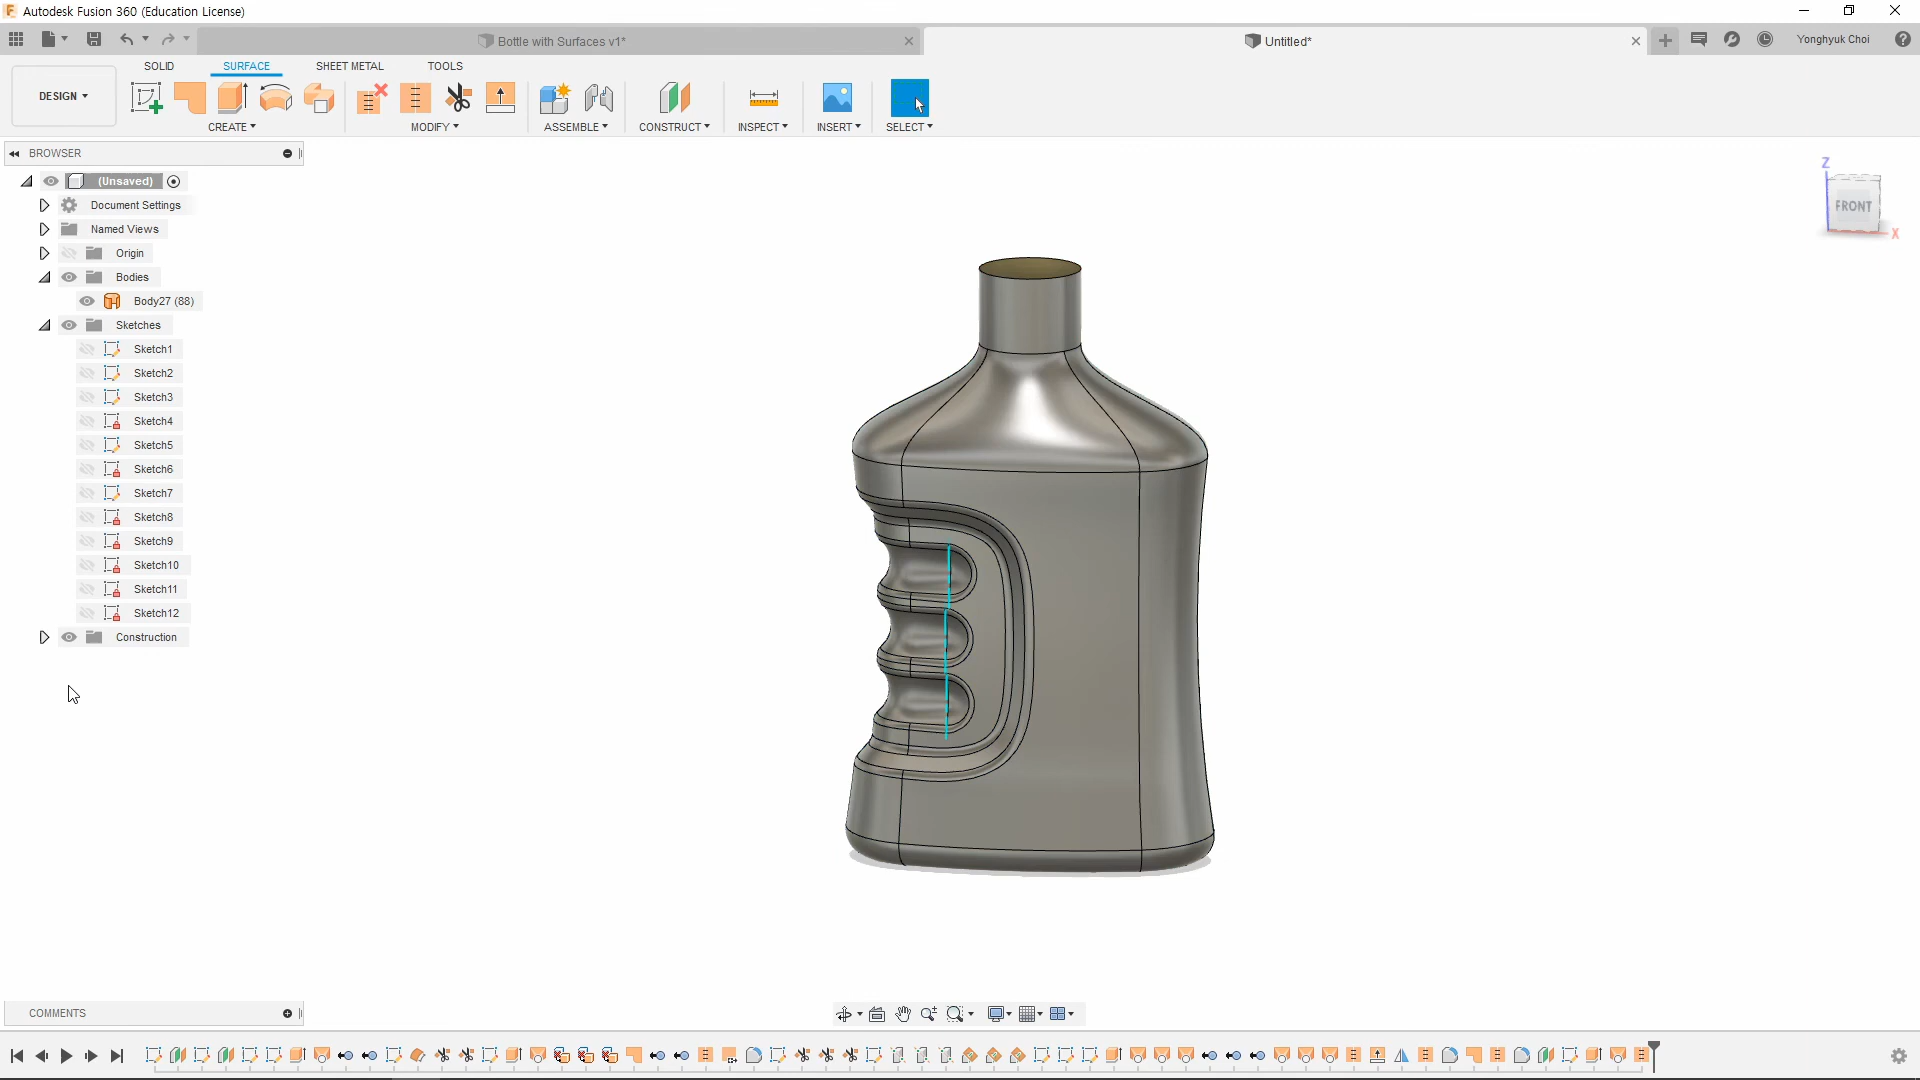 Autodesk Fusion 360 (Education License)
Bottle with Surfaces v1*
Untitled*
Yonghyuk Choi
DESIGN
SOLID
SURFACE
SHEET METAL
TOOLS
CREATE
MODIFY
ASSEMBLE
CONSTRUCT
INSPECT
INSERT
SELECT
BROWSER
(Unsaved)
Document Settings
Named Views
Origin
Bodies
Body27 (88)
Sketches
Sketch1
Sketch2
Sketch3
Sketch4
Sketch5
Sketch6
Sketch7
Sketch8
Sketch9
Sketch10
Sketch11
Sketch12
Construction
Z
FRONT
X
COMMENTS